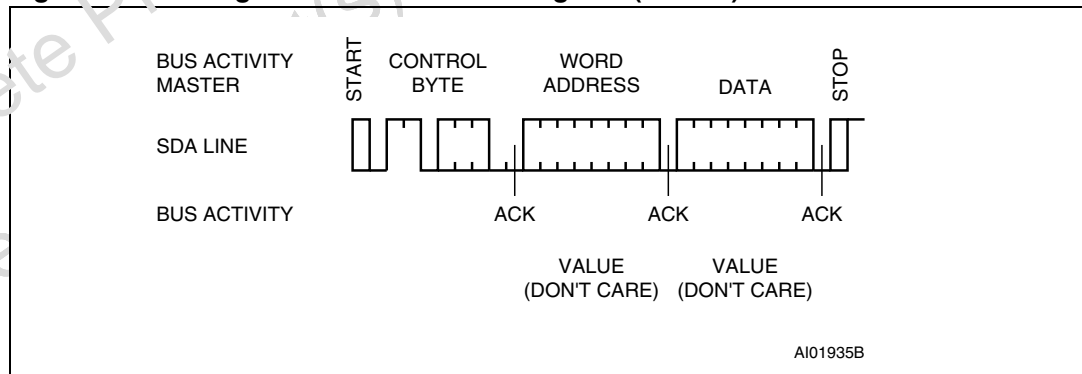 BUS ACTIVITY
MASTER
START
CONTROL
BYTE
WORD
ADDRESS
DATA
STOP
SDA LINE
BUS ACTIVITY
ACK
ACK
ACK
VALUE
(DON'T CARE)
VALUE
(DON'T CARE)
AI01935B